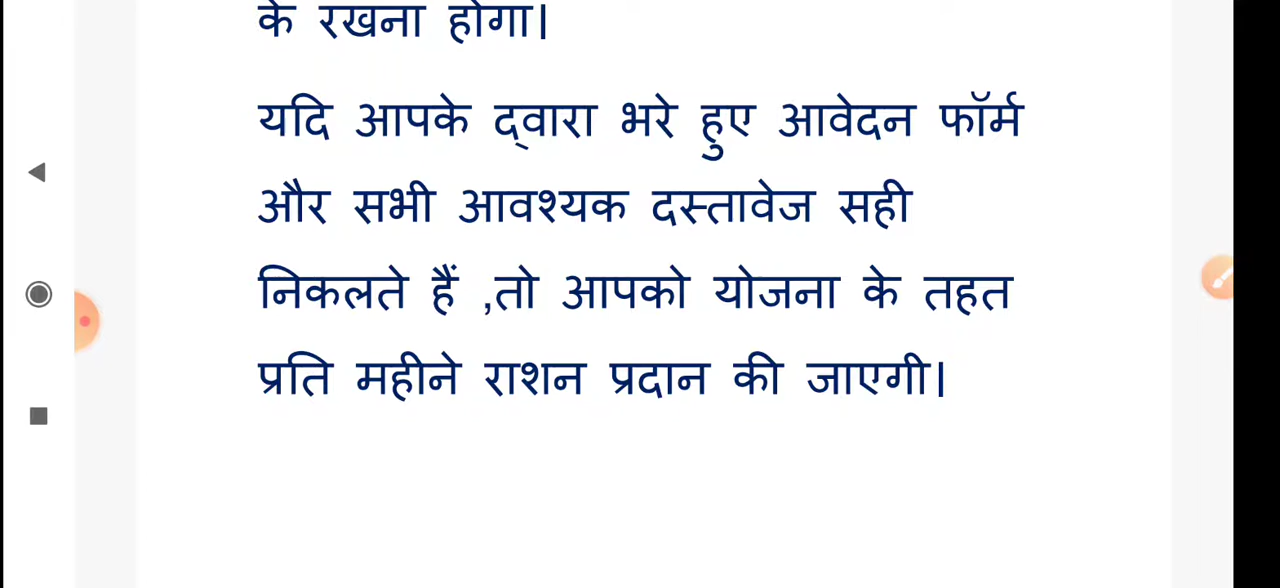 के रखना होगा।
यदि आपके द्वारा भरे हुए आवेदन फॉर्म
और सभी आवश्यक दस्तावेज सही
निकलते हैं ,तो आपको योजना के तहत
प्रति महीने राशन प्रदान की जाएगी।